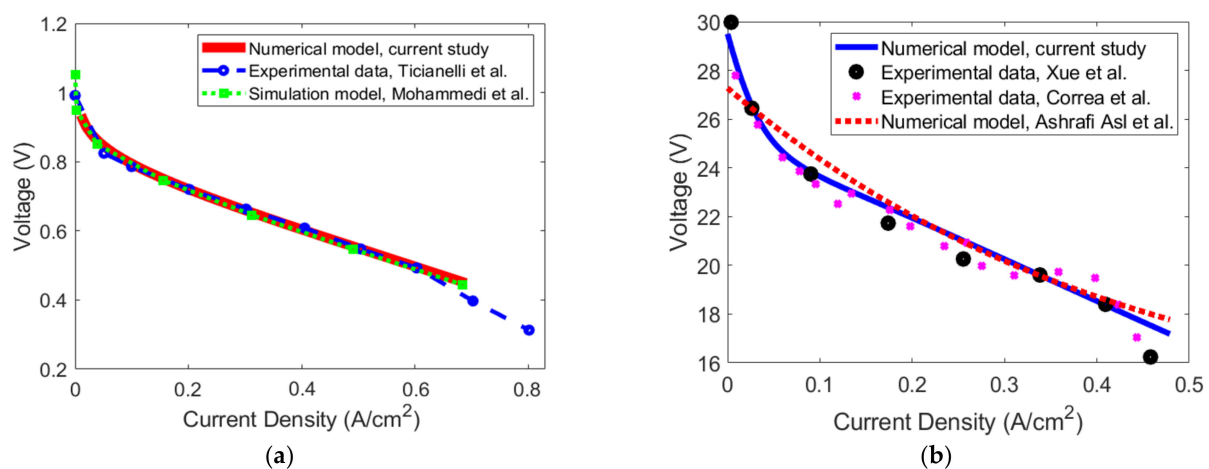 1.2
1
0.8
0.6
0.4
0.2
Voltage (V)
Numerical model, current study
Experimental data, Ticianelli et al.
Simulation model, Mohammedi et al.
0
0.2
0.4
0.6
0.8
Current Density (A/cm²)
(a)
30
28
26
24
22
20
18
16
Voltage (V)
Numerical model, current study
Experimental data, Xue et al.
Experimental data, Correa et al.
Numerical model, Ashrafi Asl et al.
0
0.1
0.2
0.3
0.4
0.5
Current Density (A/cm²)
(b)